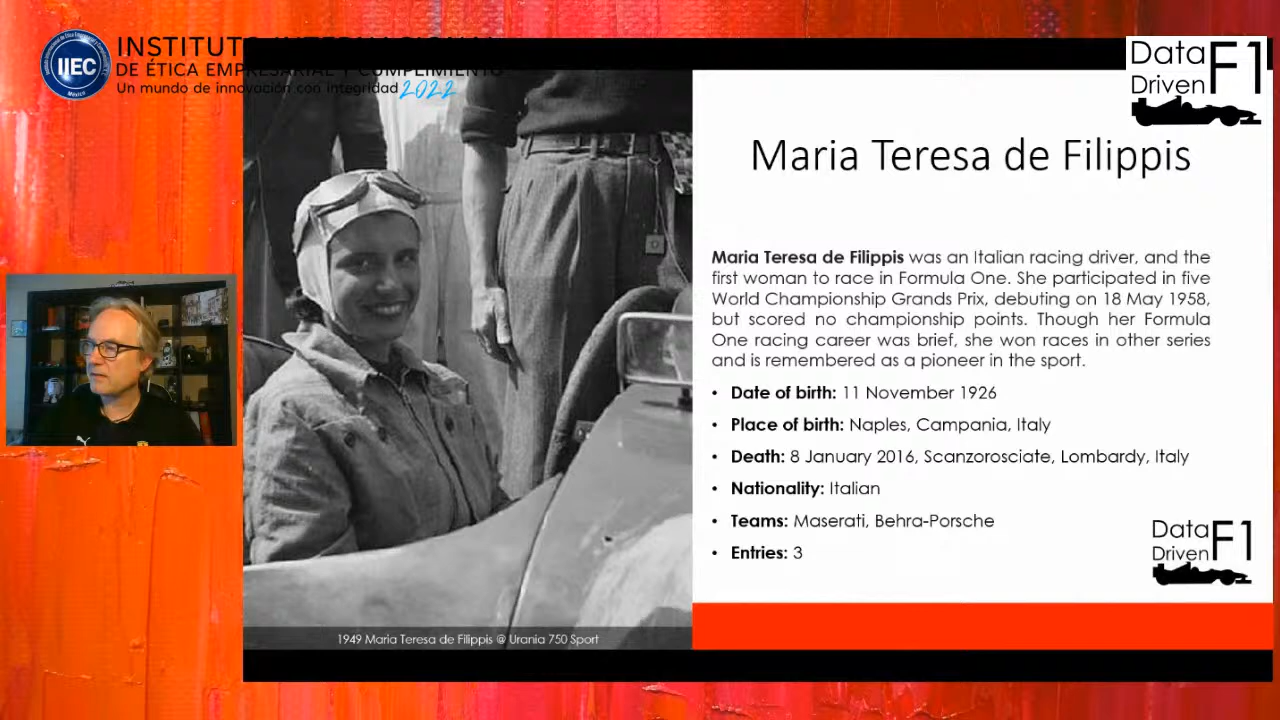 INSTITUTO INTERNACIONAL
DE ÉTICA EMPRESARIAL Y CUMPLIMIENTO
Un mundo de innovación con integridad 2022
IIEC
México
Data
Driven F1
Maria Teresa de Filippis
Maria Teresa de Filippis was an Italian racing driver, and the
first woman to race in Formula One. She participated in five
World Championship Grands Prix, debuting on 18 May 1958,
but scored no championship points. Though her Formula
One racing career was brief, she won races in other series
and is remembered as a pioneer in the sport.
• Date of birth: 11 November 1926
• Place of birth: Naples, Campania, Italy
• Death: 8 January 2016, Scanzorosciate, Lombardy, Italy
• Nationality: Italian
• Teams: Maserati, Behra-Porsche
• Entries: 3
Data
Driven F1
1949 Maria Teresa de Filippis @ Urania 750 Sport